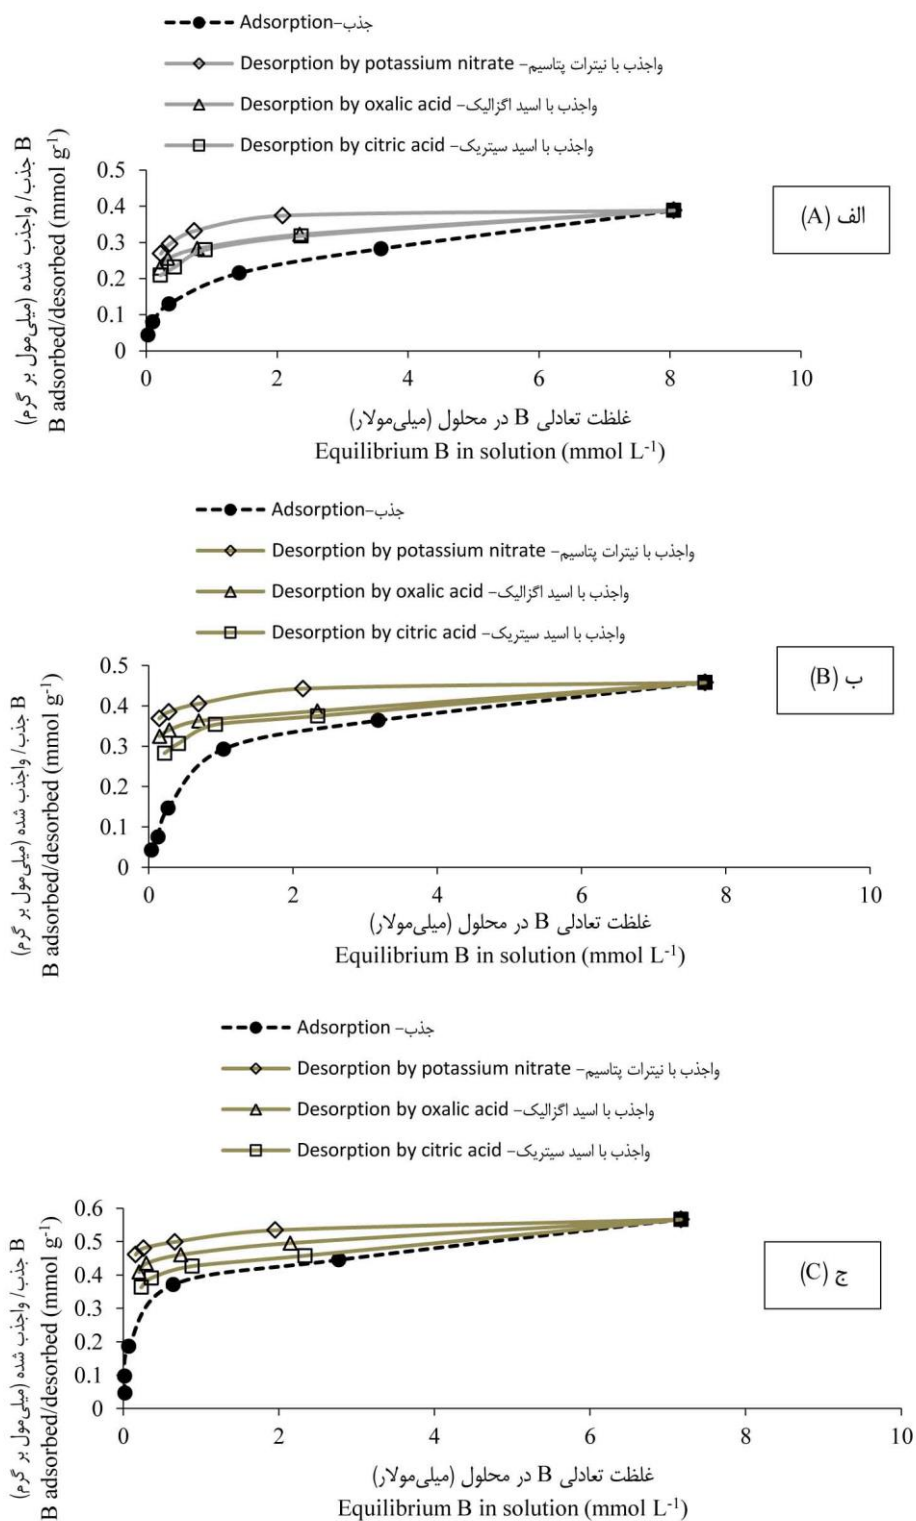 Adsorption-جذب
Desorption by potassium nitrate -واجذب با نیترات پتاسیم
Desorption by oxalic acid -واجذب با اسید اگزالیک
Desorption by citric acid -واجذب با اسید سیتریک
B جذب/ واجذب شده (میلی‌مول بر گرم)
B adsorbed/desorbed (mmol g-1)
0.5
0.4
0.3
0.2
0.1
0
0 2 4 6 8 10
الف (A)
غلظت تعادلی B در محلول (میلی‌مولار)
Equilibrium B in solution (mmol L-1)
Adsorption-جذب
Desorption by potassium nitrate -واجذب با نیترات پتاسیم
Desorption by oxalic acid -واجذب با اسید اگزالیک
Desorption by citric acid -واجذب با اسید سیتریک
B جذب/ واجذب شده (میلی‌مول بر گرم)
B adsorbed/desorbed (mmol g-1)
0.5
0.4
0.3
0.2
0.1
0
0 2 4 6 8 10
ب (B)
غلظت تعادلی B در محلول (میلی‌مولار)
Equilibrium B in solution (mmol L-1)
Adsorption -جذب
Desorption by potassium nitrate -واجذب با نیترات پتاسیم
Desorption by oxalic acid -واجذب با اسید اگزالیک
Desorption by citric acid -واجذب با اسید سیتریک
B جذب/ واجذب شده (میلی‌مول بر گرم)
B adsorbed/desorbed (mmol g-1)
0.6
0.5
0.4
0.3
0.2
0.1
0
0 2 4 6 8 10
ج (C)
غلظت تعادلی B در محلول (میلی‌مولار)
Equilibrium B in solution (mmol L-1)